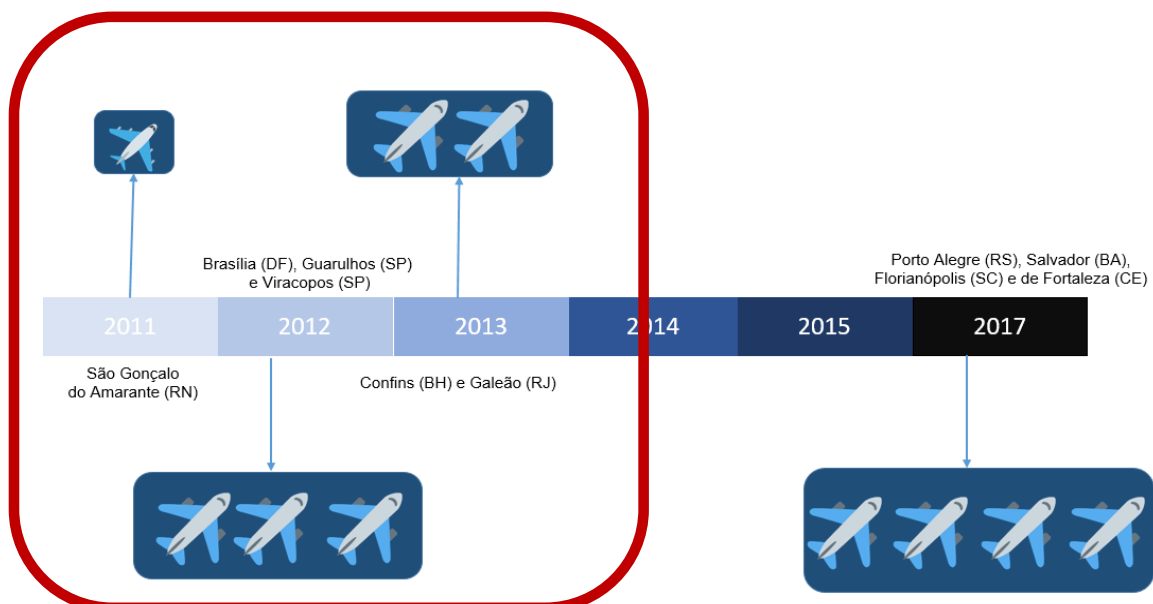 Brasília (DF), Guarulhos (SP)
e Viracopos (SP)
Porto Alegre (RS), Salvador (BA),
Florianópolis (SC) e de Fortaleza (CE)
2011
2012
2013
2014
2015
2017
São Gonçalo
do Amarante (RN)
Confins (BH) e Galeão (RJ)